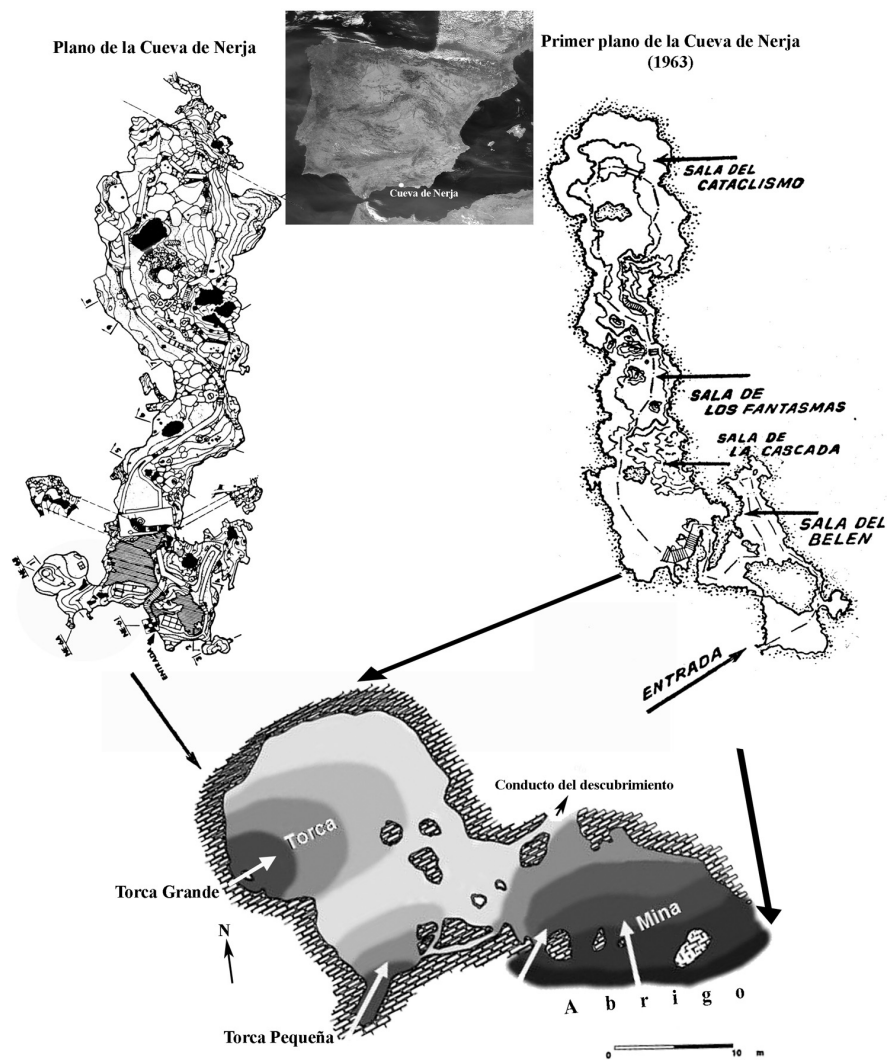 Plano de la Cueva de Nerja
Cueva de Nerja
Primer plano de la Cueva de Nerja
(1963)
SALA DEL
CATACLISMO
SALA DE
LOS FANTASMAS
SALA DE
LA CASCADA
SALA DEL
BELEN
ENTRADA
ENTRADA
Conducto del descubrimiento
Torca
Torca Grande
N
Mina
Abrigo
Torca Pequeña
0 10 m